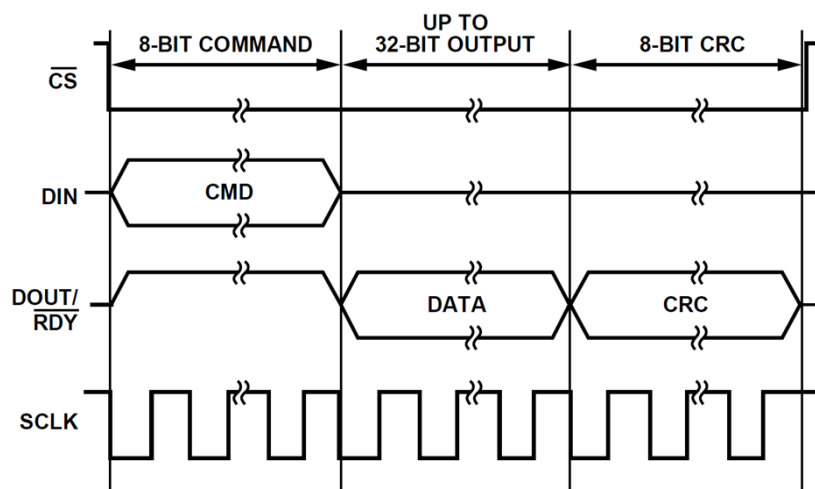 UP TO
8-BIT COMMAND 32-BIT OUTPUT 8-BIT CRC
CS
DIN CMD
DOUT/
RDY DATA CRC
SCLK